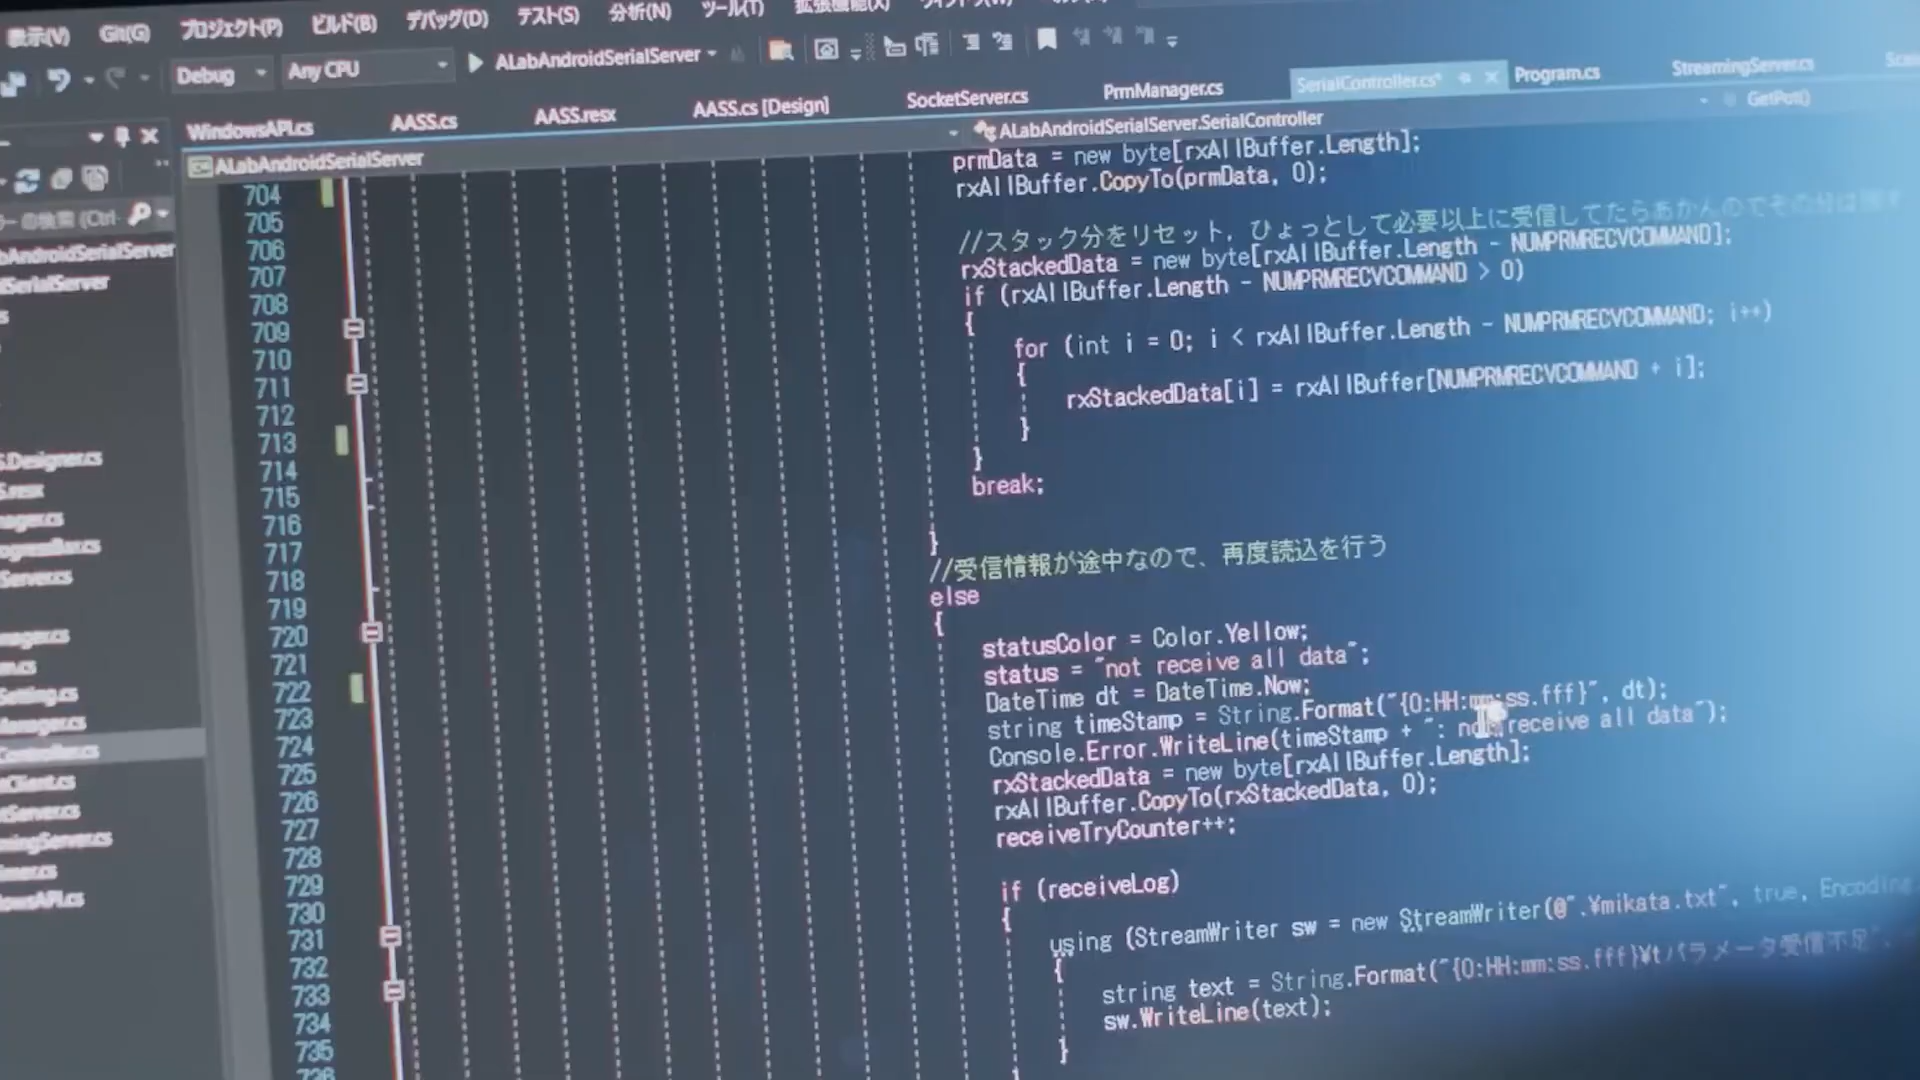 表示(V) Git(G) プロジェクト(P) ビルド(B) デバッグ(D) テスト(S) 分析(N) ツール(T) 拡張機能(X)
Debug Any CPU ALabAndroidSerialServer
WindowsAPI.cs AASS.cs AASS.resx AASS.cs [Design] SocketServer.cs PrmManager.cs SerialController.cs* Program.cs StreamingServer.cs
ALabAndroidSerialServer ALabAndroidSerialServer.SerialController GetPot()
704
705
706
707
708
709
710
711
712
713
714
715
716
717
718
719
720
721
722
723
724
725
726
727
728
729
730
731
732
733
734
735
736
prmData = new byte[rxAllBuffer.Length];
rxAllBuffer.CopyTo(prmData, 0);
//スタック分をリセット, ひょっとして必要以上に受信してたらあかんのでその分は
rxStackedData = new byte[rxAllBuffer.Length - NUMPRMRECVCOMMAND];
if (rxAllBuffer.Length - NUMPRMRECVCOMMAND > 0)
{
for (int i = 0; i < rxAllBuffer.Length - NUMPRMRECVCOMMAND; i++)
{
rxStackedData[i] = rxAllBuffer[NUMPRMRECVCOMMAND + i];
}
}
break;
}
//受信情報が途中なので、再度読込を行う
else
{
statusColor = Color.Yellow;
status = "not receive all data";
DateTime dt = DateTime.Now;
string timeStamp = String.Format("{0:HH:mm:ss.fff}", dt);
Console.Error.WriteLine(timeStamp + ": not receive all data");
rxStackedData = new byte[rxAllBuffer.Length];
rxAllBuffer.CopyTo(rxStackedData, 0);
receiveTryCounter++;
if (receiveLog)
{
using (StreamWriter sw = new StreamWriter(@".¥mikata.txt", true, Encoding
{
string text = String.Format("{0:HH:mm:ss.fff}¥tパラメータ受信不足",
sw.WriteLine(text);
}